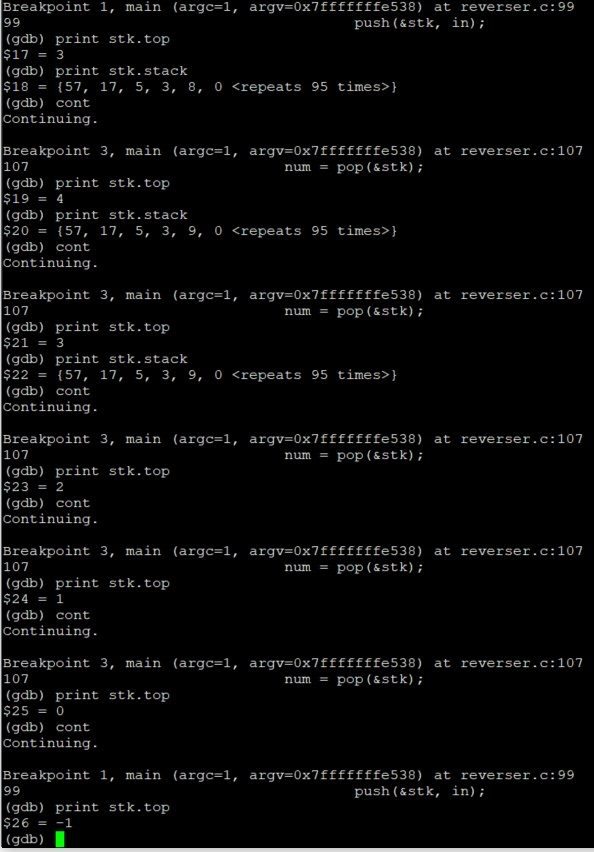 Breakpoint 1, main (argc=1, argv=0x7fffffffe538) at reverser.c:99
99                                          push(&stk, in);
(gdb) print stk.top
$17 = 3
(gdb) print stk.stack
$18 = {57, 17, 5, 3, 8, 0 <repeats 95 times>}
(gdb) cont
Continuing.

Breakpoint 3, main (argc=1, argv=0x7fffffffe538) at reverser.c:107
107                                 num = pop(&stk);
(gdb) print stk.top
$19 = 4
(gdb) print stk.stack
$20 = {57, 17, 5, 3, 9, 0 <repeats 95 times>}
(gdb) cont
Continuing.

Breakpoint 3, main (argc=1, argv=0x7fffffffe538) at reverser.c:107
107                                 num = pop(&stk);
(gdb) print stk.top
$21 = 3
(gdb) print stk.stack
$22 = {57, 17, 5, 3, 9, 0 <repeats 95 times>}
(gdb) cont
Continuing.

Breakpoint 3, main (argc=1, argv=0x7fffffffe538) at reverser.c:107
107                                 num = pop(&stk);
(gdb) print stk.top
$23 = 2
(gdb) cont
Continuing.

Breakpoint 3, main (argc=1, argv=0x7fffffffe538) at reverser.c:107
107                                 num = pop(&stk);
(gdb) print stk.top
$24 = 1
(gdb) cont
Continuing.

Breakpoint 3, main (argc=1, argv=0x7fffffffe538) at reverser.c:107
107                                 num = pop(&stk);
(gdb) print stk.top
$25 = 0
(gdb) cont
Continuing.

Breakpoint 1, main (argc=1, argv=0x7fffffffe538) at reverser.c:99
99                                          push(&stk, in);
(gdb) print stk.top
$26 = -1
(gdb)